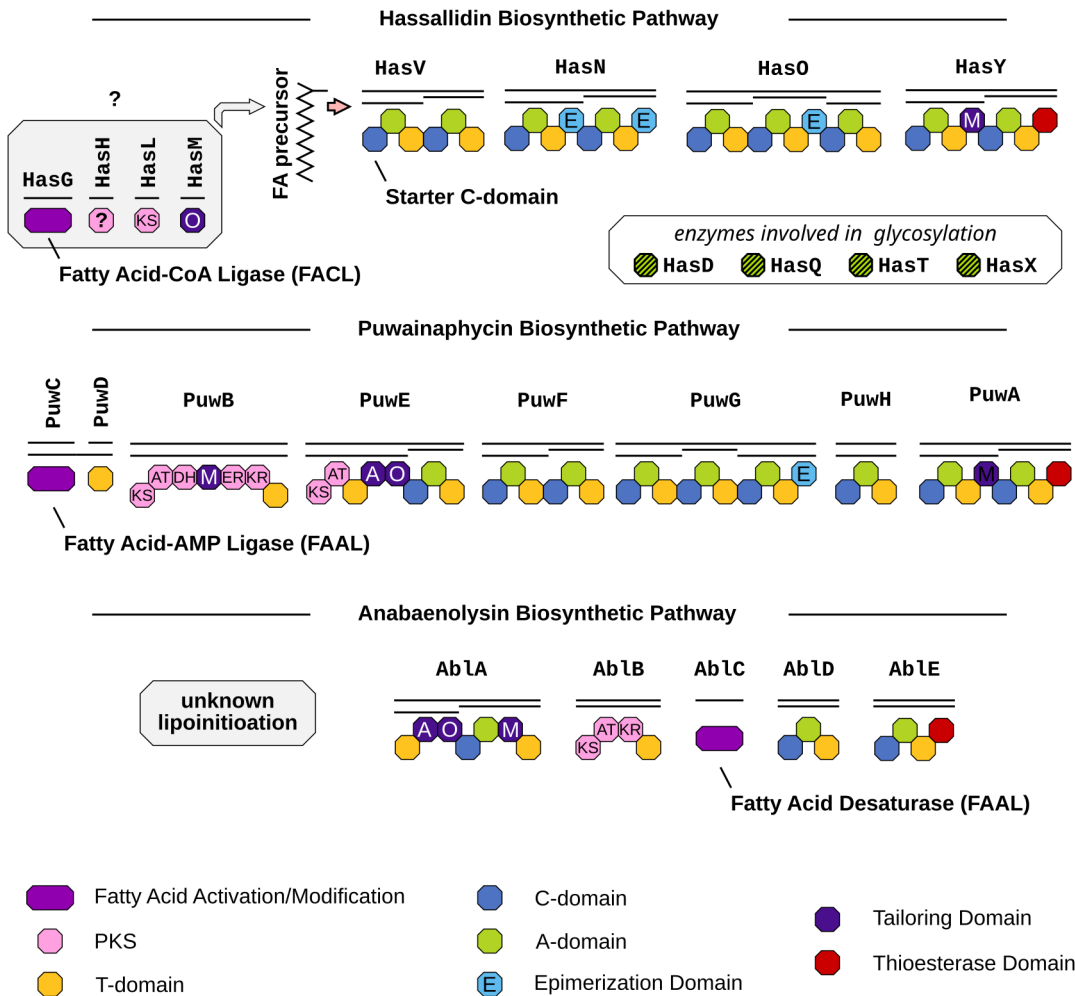 Hassallidin Biosynthetic Pathway
?
HasG
HasH
HasL
HasM
?
KS
O
Fatty Acid-CoA Ligase (FACL)
FA precursor
HasV
HasN
HasO
HasY
E
E
E
M
Starter C-domain
enzymes involved in glycosylation
HasD HasQ HasT HasX
Puwainaphycin Biosynthetic Pathway
PuwC
PuwD
PuwB
PuwE
PuwF
PuwG
PuwH
PuwA
KS AT DH M ER KR
KS AT A O
E
M
Fatty Acid-AMP Ligase (FAAL)
Anabaenolysin Biosynthetic Pathway
unknown
lipoinitioation
AblA
AblB
AblC
AblD
AblE
A O M
KS AT KR
Fatty Acid Desaturase (FAAL)
Fatty Acid Activation/Modification
PKS
T-domain
C-domain
A-domain
E Epimerization Domain
Tailoring Domain
Thioesterase Domain